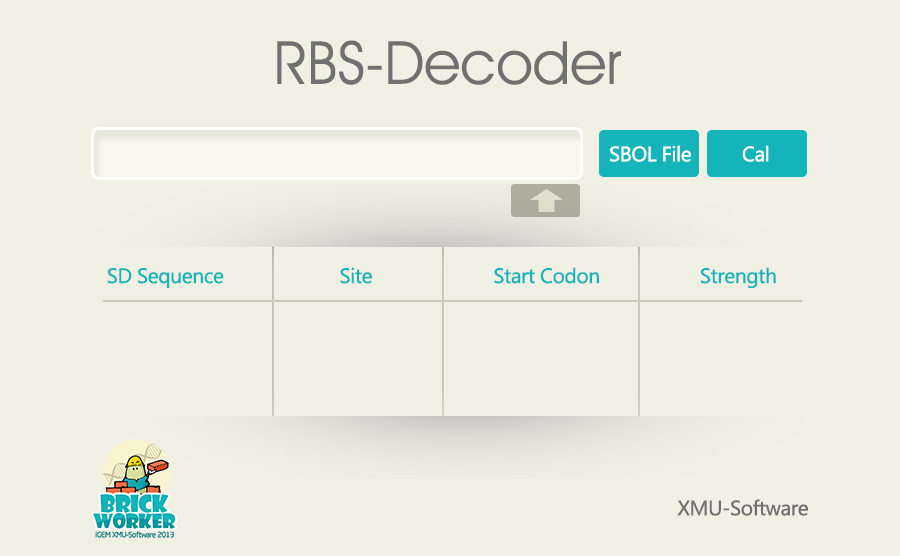 RBS-Decoder
SBOL File
Cal
SD Sequence
Site
Start Codon
Strength
BRICK
WORKER
iGEM XMU-Software 2013
XMU-Software